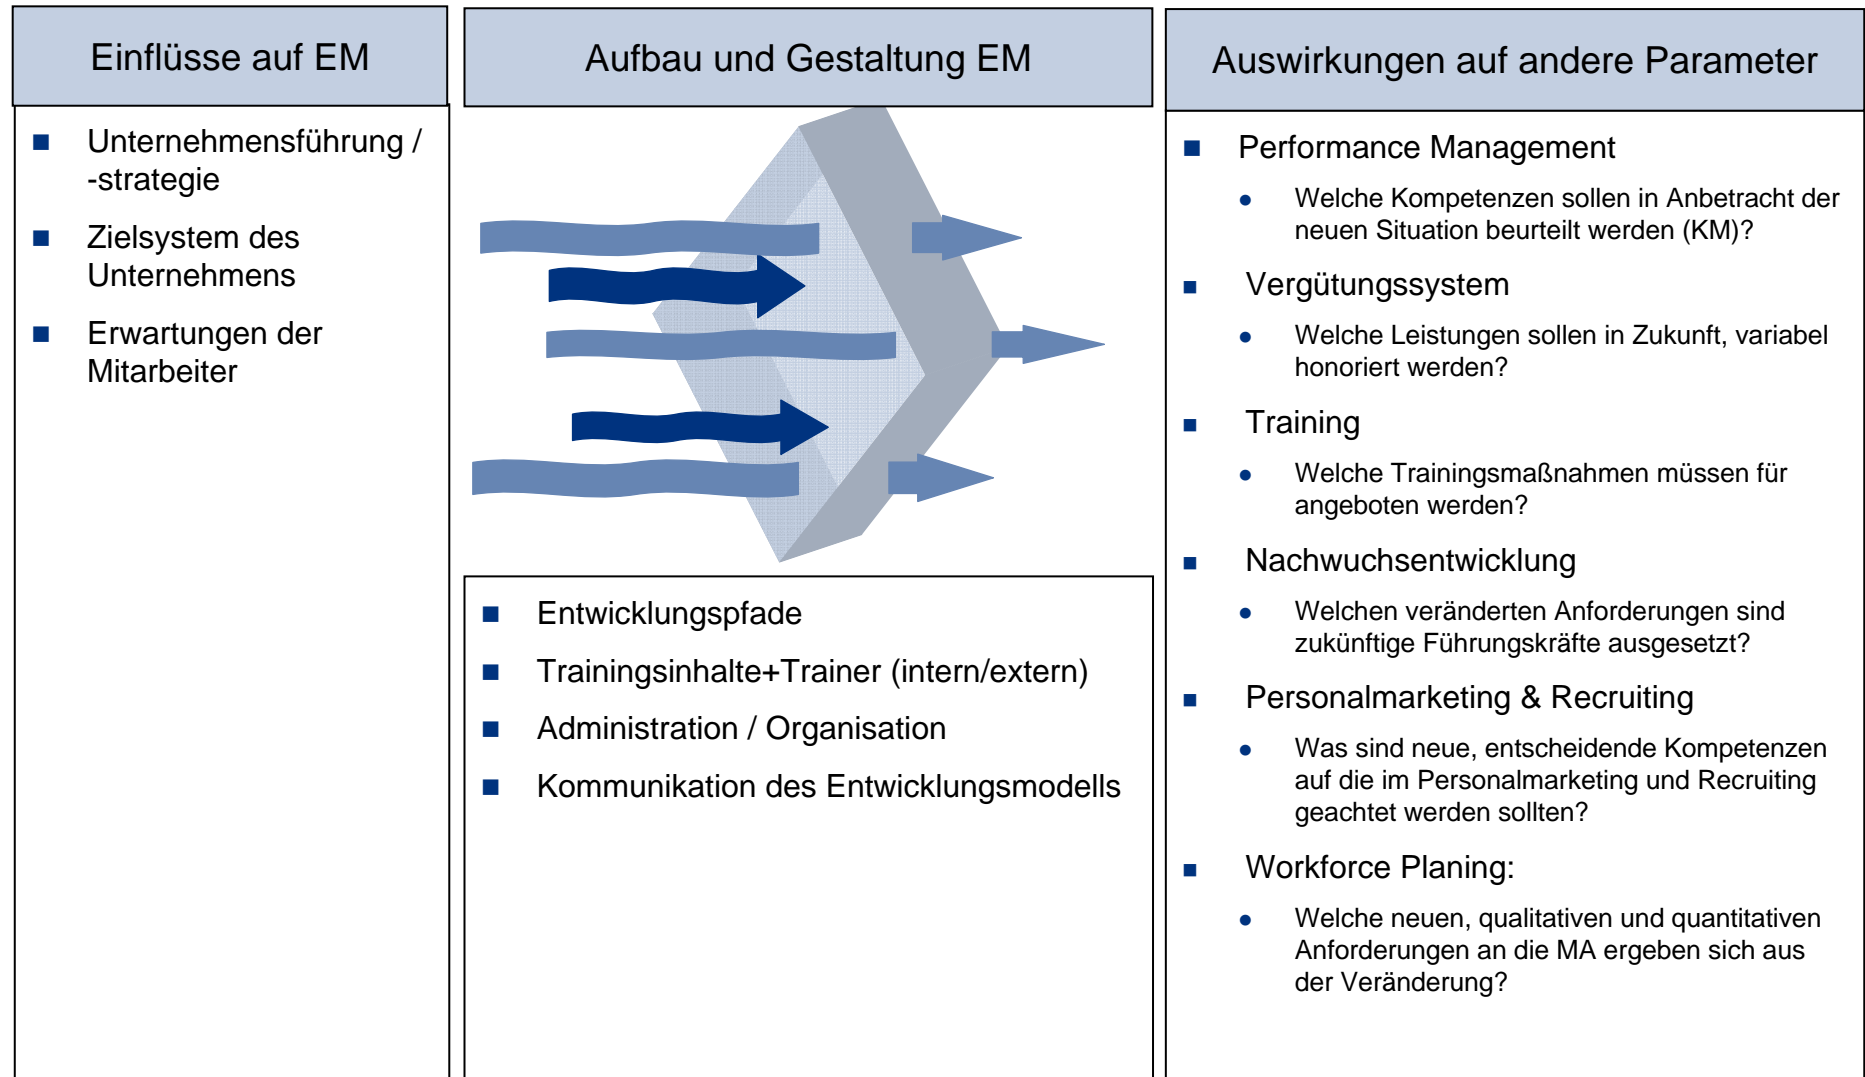 Einflüsse auf EM
Unternehmensführung /
-strategie
Zielsystem des
Unternehmens
Erwartungen der
Mitarbeiter
Aufbau und Gestaltung EM
Entwicklungspfade
Trainingsinhalte+Trainer (intern/extern)
Administration / Organisation
Kommunikation des Entwicklungsmodells
Auswirkungen auf andere Parameter
Performance Management
Welche Kompetenzen sollen in Anbetracht der
neuen Situation beurteilt werden (KM)?
Vergütungssystem
Welche Leistungen sollen in Zukunft, variabel
honoriert werden?
Training
Welche Trainingsmaßnahmen müssen für
angeboten werden?
Nachwuchsentwicklung
Welchen veränderten Anforderungen sind
zukünftige Führungskräfte ausgesetzt?
Personalmarketing & Recruiting
Was sind neue, entscheidende Kompetenzen
auf die im Personalmarketing und Recruiting
geachtet werden sollten?
Workforce Planing:
Welche neuen, qualitativen und quantitativen
Anforderungen an die MA ergeben sich aus
der Veränderung?